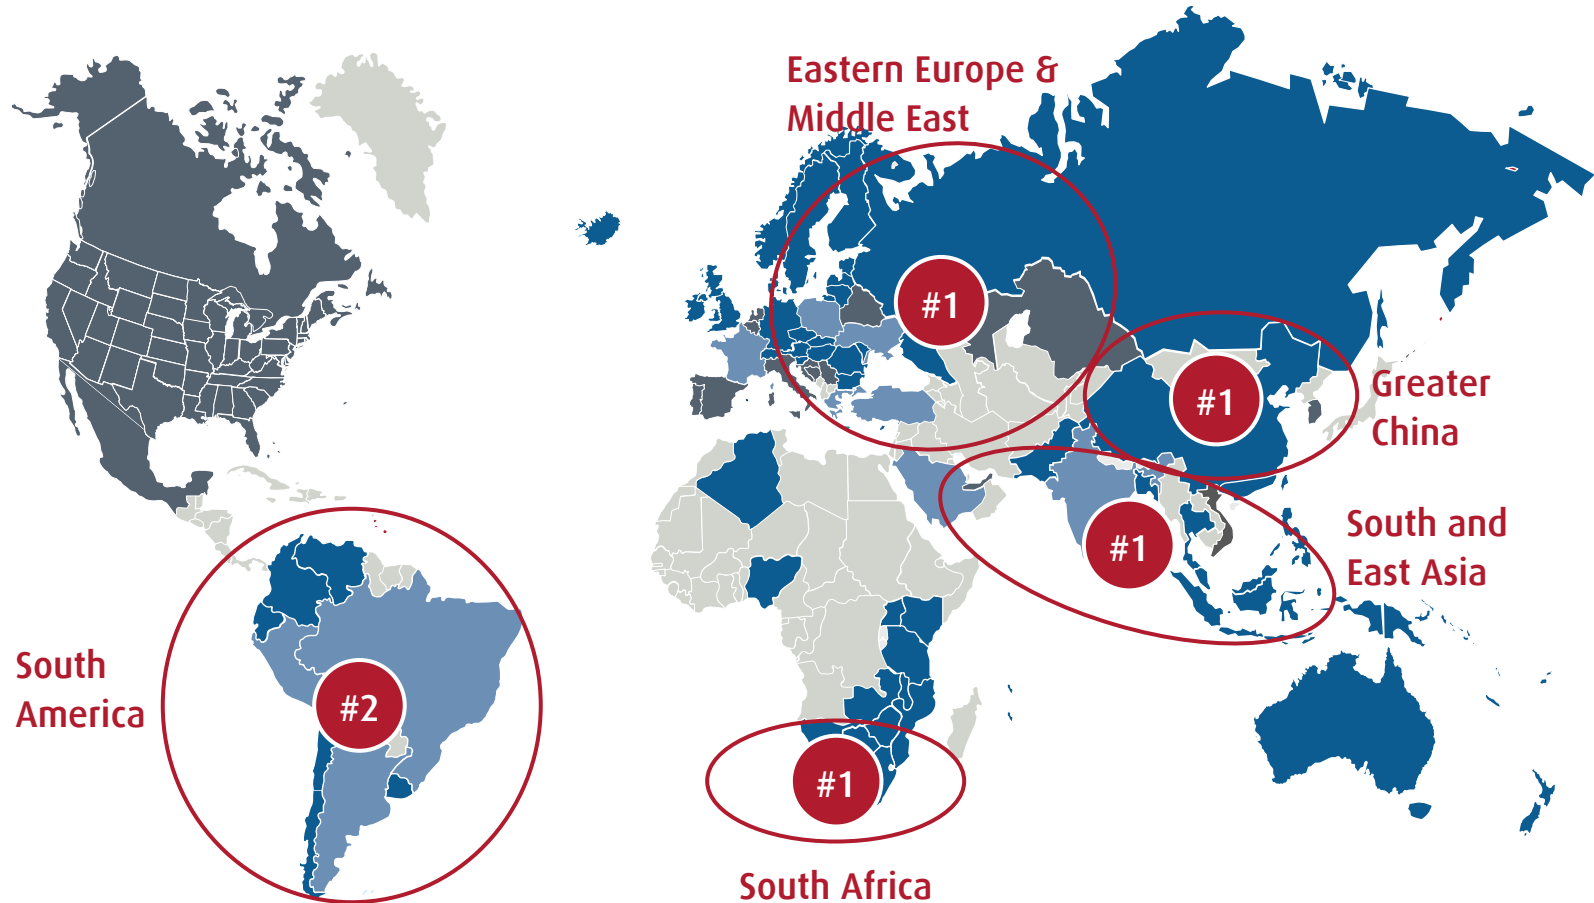 Eastern Europe &
Middle East
#1
#1
Greater
China
South and
East Asia
#1
South
America
#2
#1
South Africa